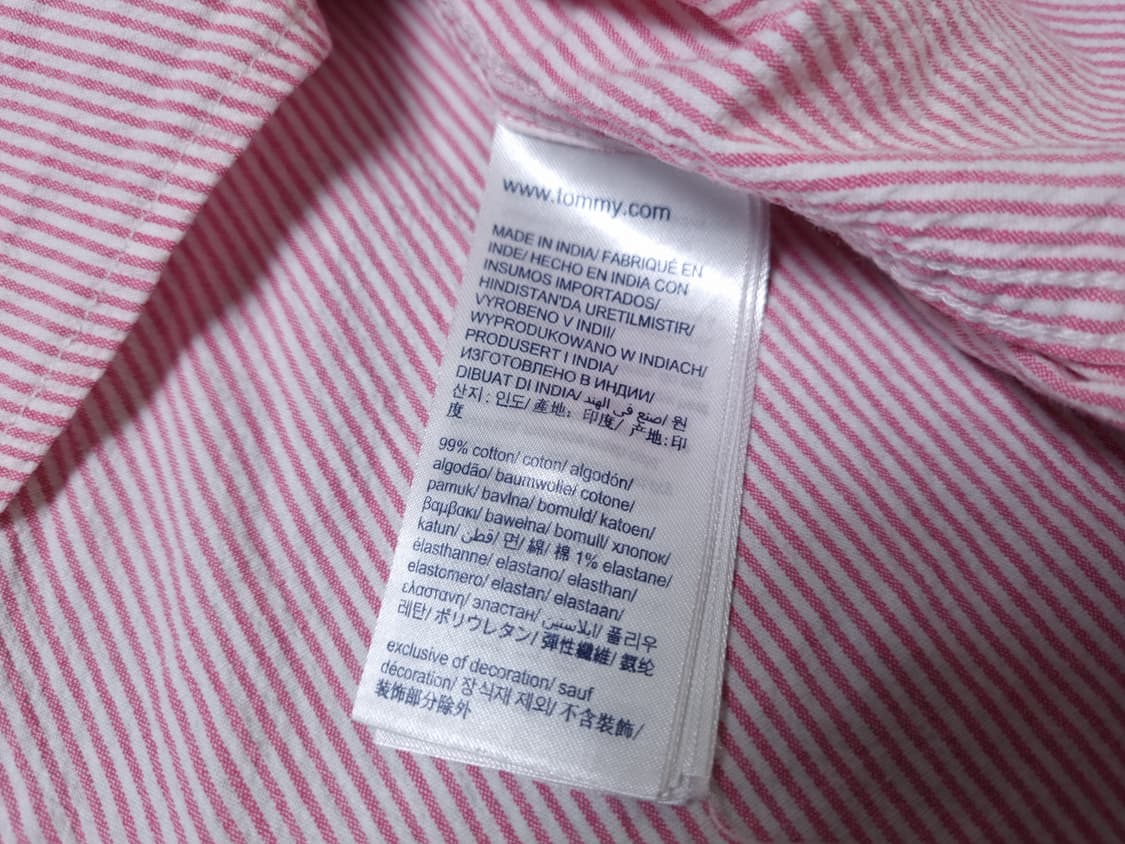 www.tommy.com
MADE IN INDIA/ FABRIQUÉ EN
INDE/ HECHO EN INDIA CON
INSUMOS IMPORTADOS/
HINDISTAN'DA URETILMISTIR/
VYROBENO V INDII/
WYPRODUKOWANO W INDIACH/
PRODUSERT I INDIA/
ИЗГОТОВЛЕНО В ИНДИИ/
DIBUAT DI INDIA/ صنع في الهند/ 원
산지: 인도/ 產地: 印度/ 产地:印
度
99% cotton/ coton/ algodón/
algodão/ baumwolle/ cotone/
pamuk/ bavlna/ bomuld/ katoen/
βαμβακι/ bawełna/ bomull/ хлопок/
katun/ قطن/ 면/ 綿/ 棉 1% elastane/
élasthanne/ elastano/ elasthan/
elastomero/ elastan/ elastaan/
ελαστανη/ эластан/ ايلاستين/ 폴리우
레탄/ ポリウレタン/ 彈性纖維/ 氨纶
exclusive of decoration/ sauf
décoration/ 장식재 제외/ 不含裝飾/
装饰部分除外